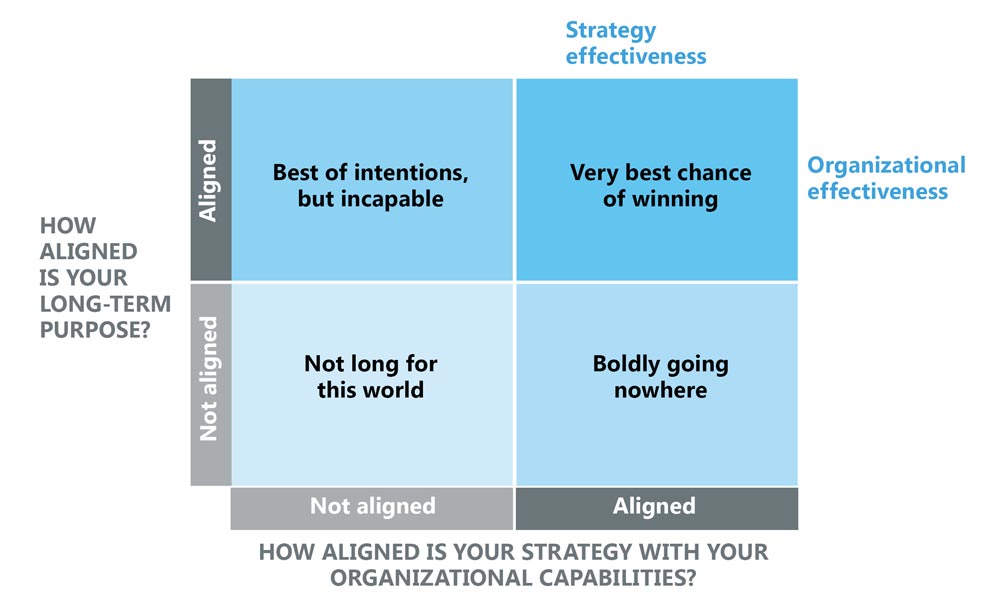 Strategy
effectiveness
Aligned
Best of intentions,
but incapable
Very best chance
of winning
Organizational
effectiveness
HOW
ALIGNED
IS YOUR
LONG-TERM
PURPOSE?
Not aligned
Not long for
this world
Boldly going
nowhere
Not aligned
Aligned
HOW ALIGNED IS YOUR STRATEGY WITH YOUR
ORGANIZATIONAL CAPABILITIES?